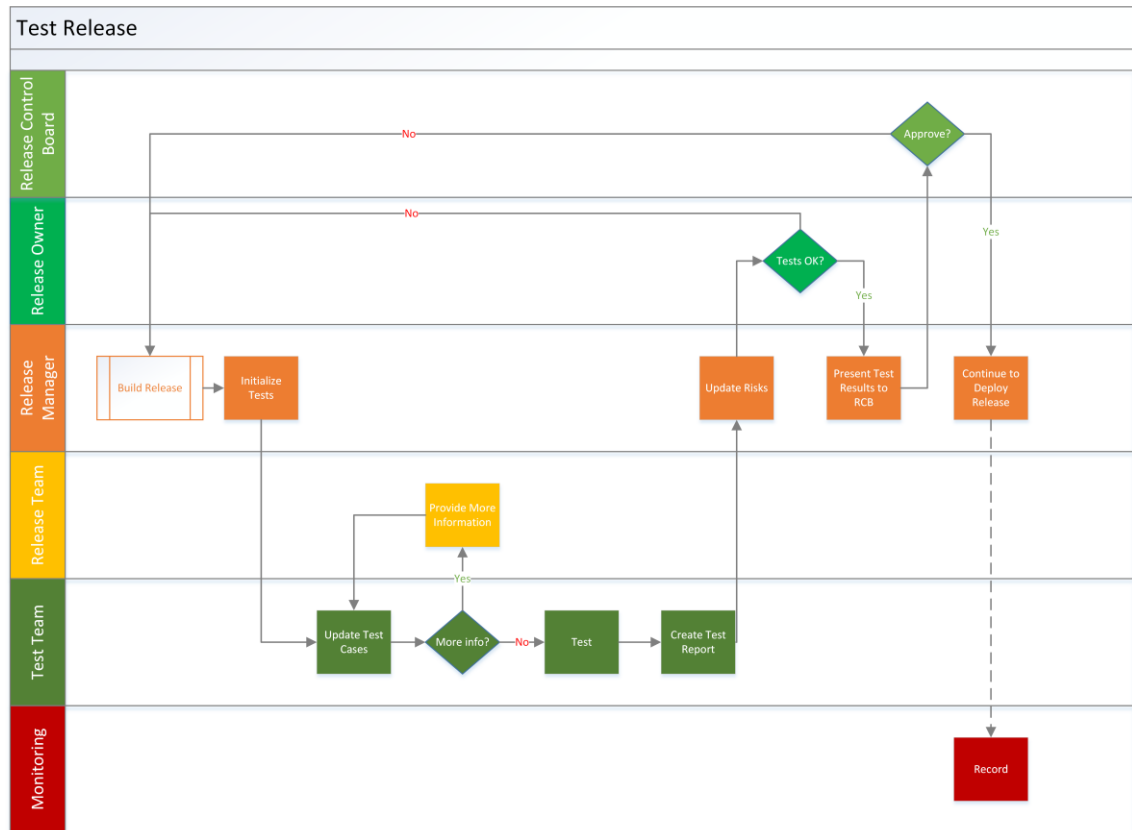 Test Release
Release Control
Board
Approve?
No
Release Owner
No
Tests OK?
Yes
Yes
Release
Manager
Build Release
Initialize
Tests
Update Risks
Present Test
Results to
RCB
Continue to
Deploy
Release
Release Team
Provide More
Information
Yes
Test Team
Update Test
Cases
More info?
No
Test
Create Test
Report
Monitoring
Record